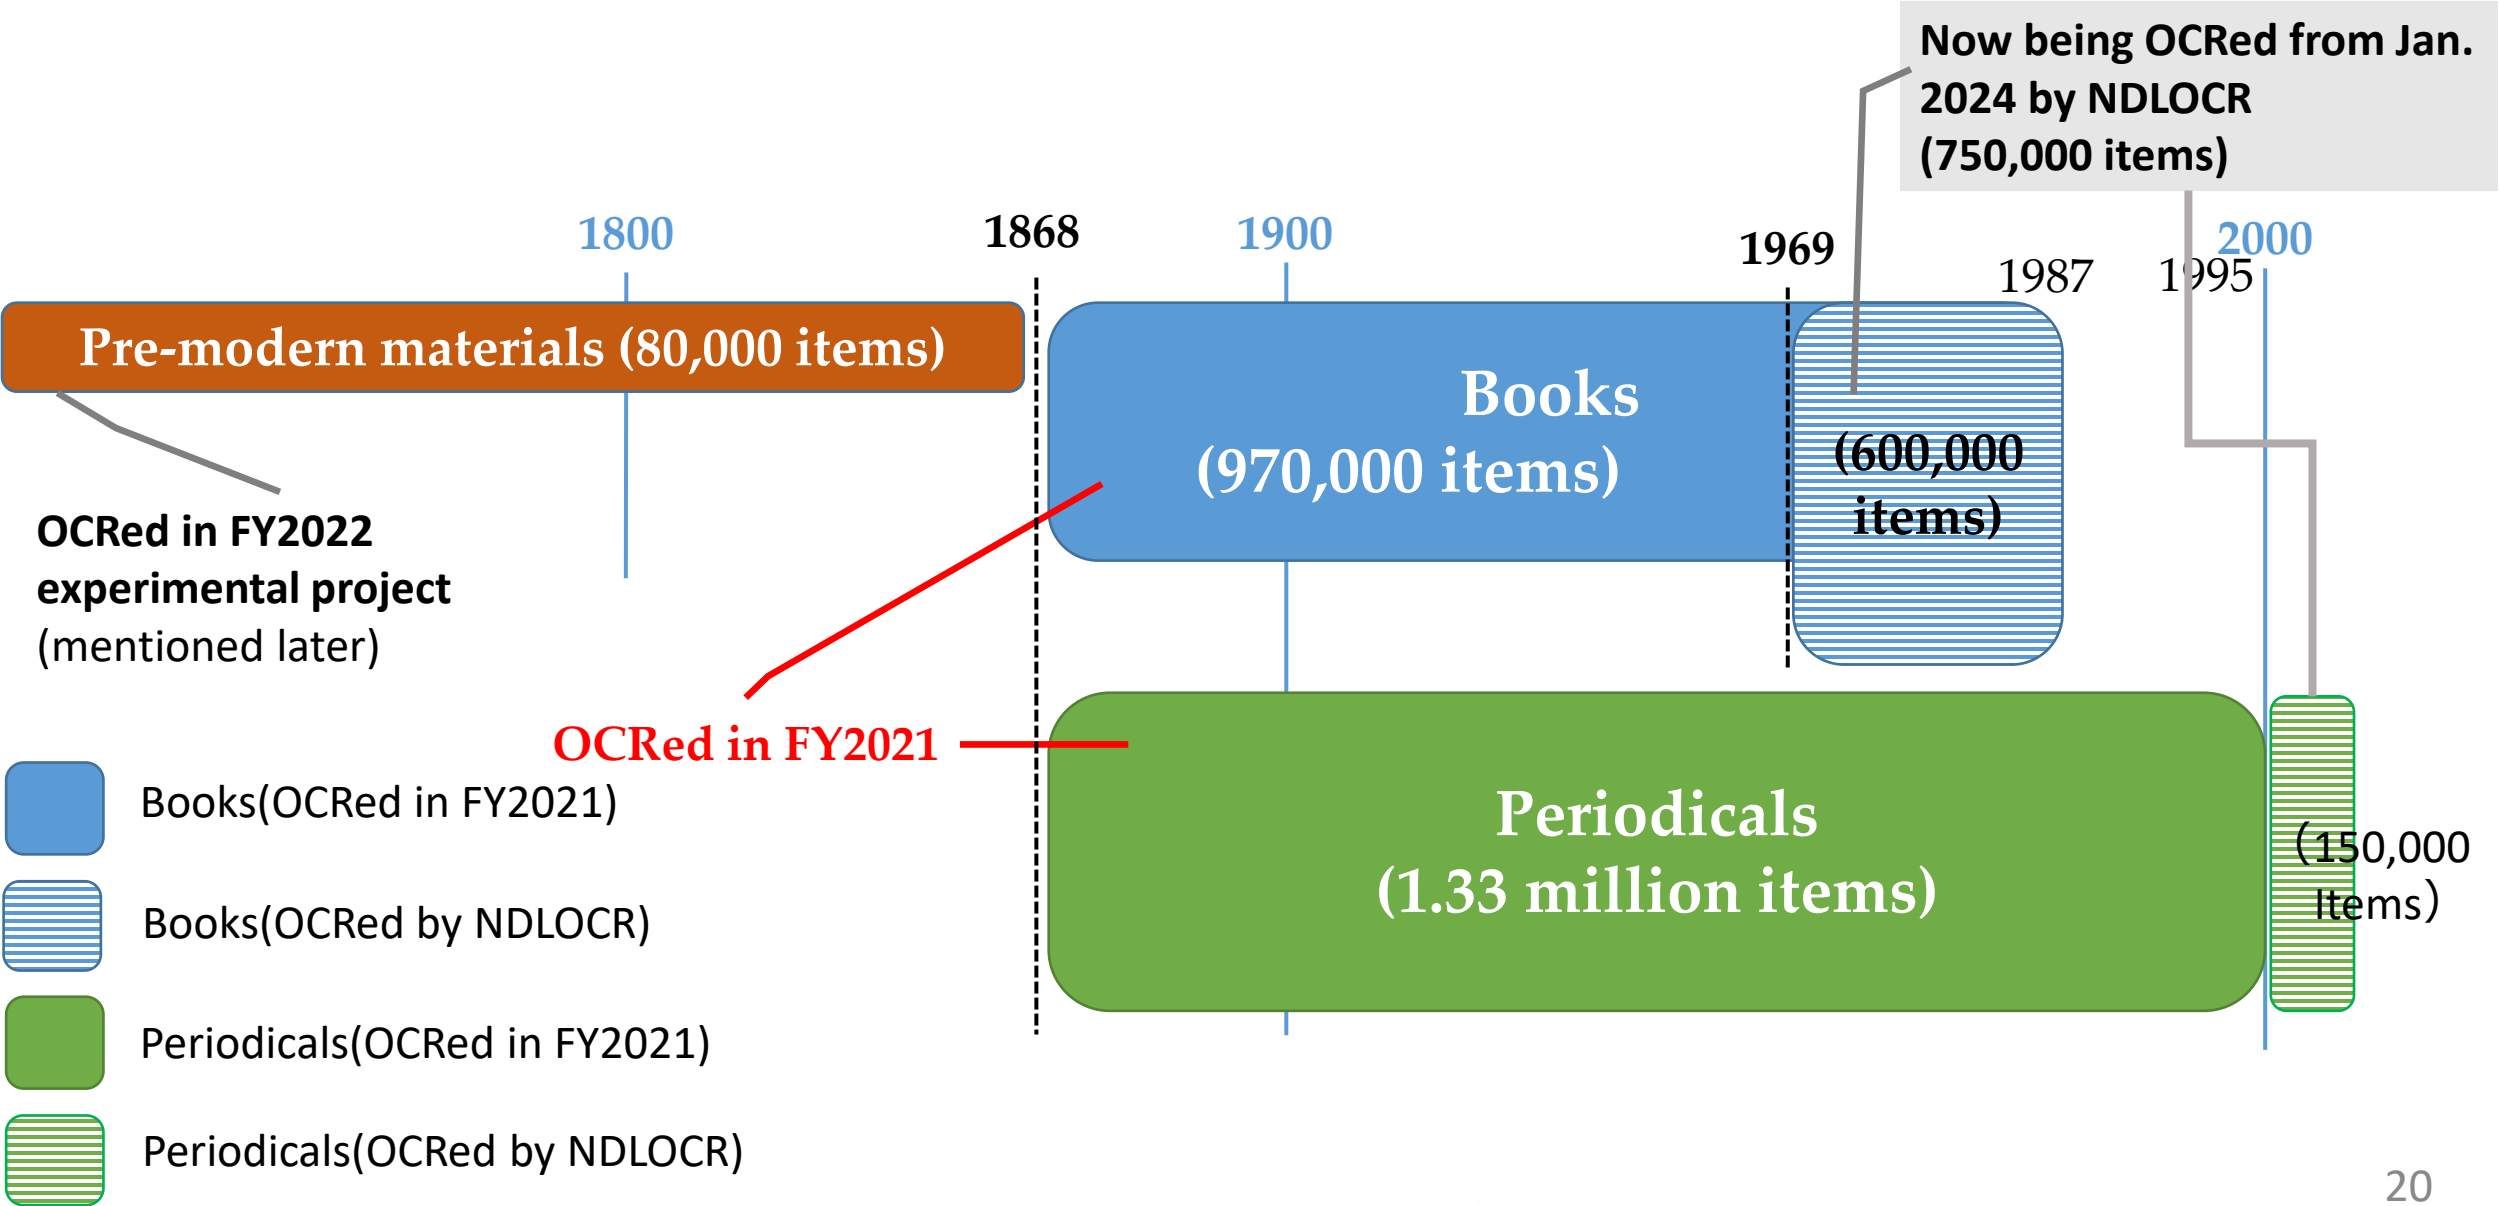 Now being OCRed from Jan.
2024 by NDLOCR
(750,000 items)
1800
1868
1900
1969
1987
1995
2000
Pre-modern materials (80,000 items)
Books
(970,000 items)
(600,000
items)
OCRed in FY2022
experimental project
(mentioned later)
OCRed in FY2021
Periodicals
(1.33 million items)
（150,000
Items）
Books(OCRed in FY2021)
Books(OCRed by NDLOCR)
Periodicals(OCRed in FY2021)
Periodicals(OCRed by NDLOCR)
20